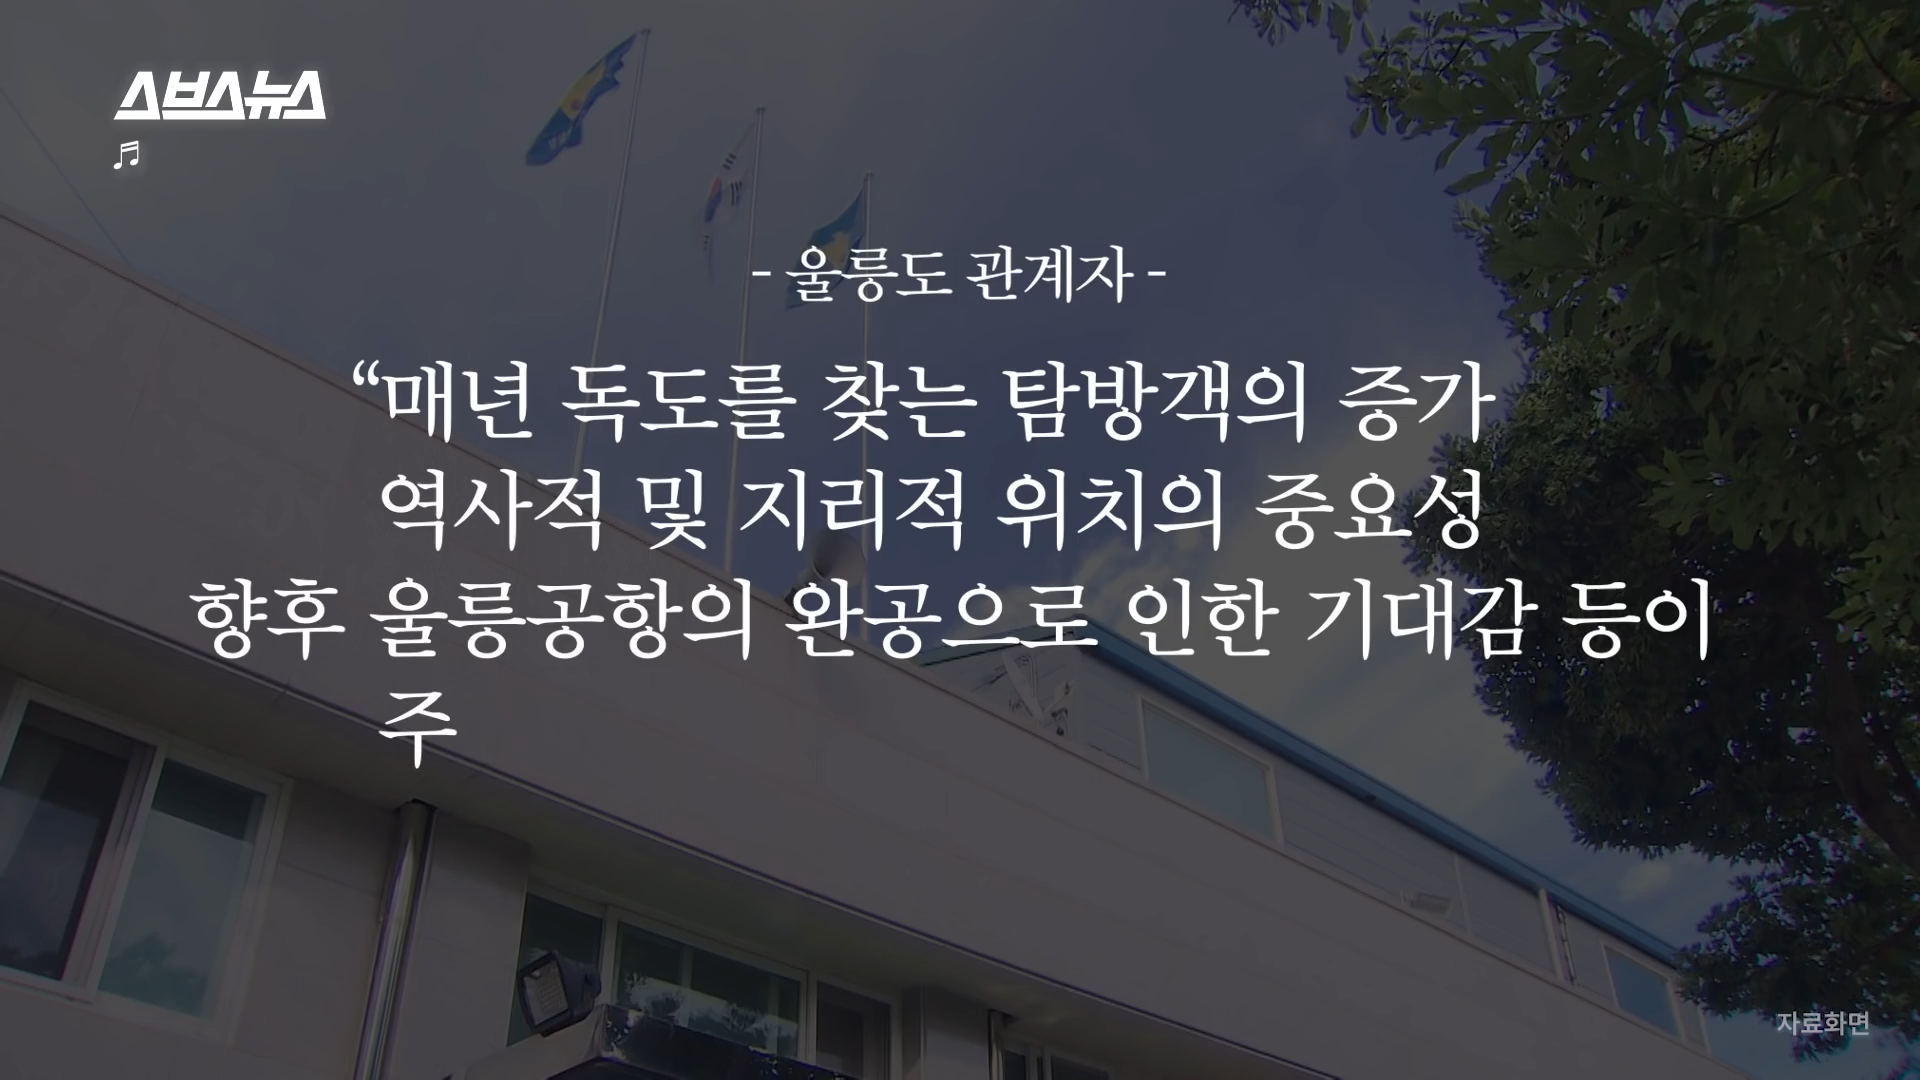 스브스뉴스
♬
- 울릉도 관계자 -
“매년 독도를 찾는 탐방객의 증가
역사적 및 지리적 위치의 중요성
향후 울릉공항의 완공으로 인한 기대감 등이
주
자료화면